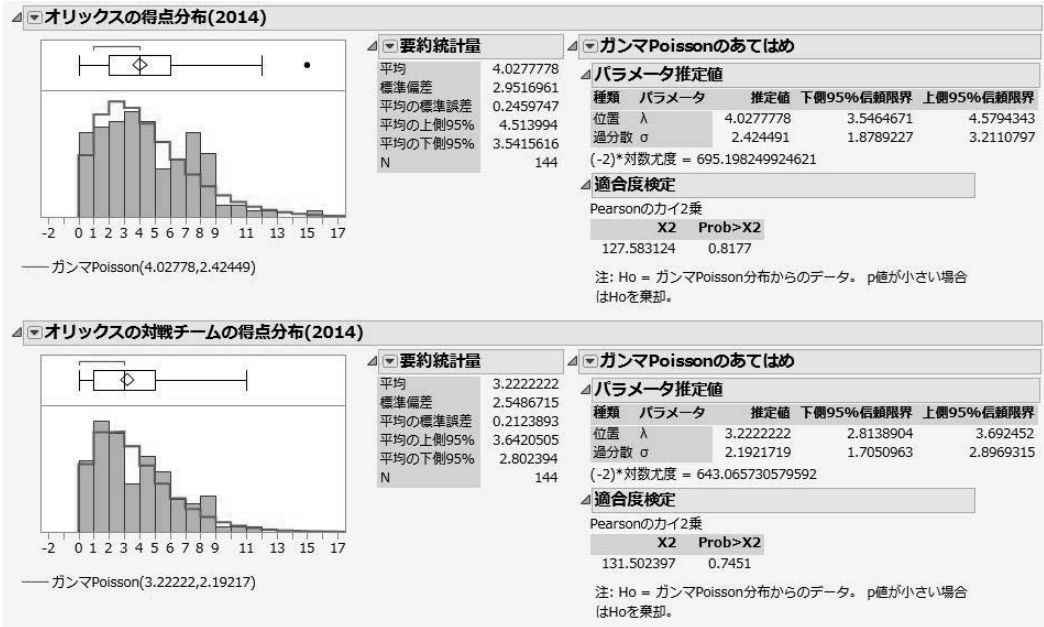 オリックスの得点分布(2014)
-2 0 1 2 3 4 5 6 7 8 9 11 13 15 17
ガンマPoisson(4.02778,2.42449)
要約統計量
平均 4.0277778
標準偏差 2.9516961
平均の標準誤差 0.2459747
平均の上側95% 4.513994
平均の下側95% 3.5415616
N 144
ガンマPoissonのあてはめ
パラメータ推定値
種類 パラメータ 推定値 下側95%信頼限界 上側95%信頼限界
位置 λ 4.0277778 3.5464671 4.5794343
過分散 σ 2.424491 1.8789227 3.2110797
(-2)*対数尤度 = 695.198249924621
適合度検定
Pearsonのカイ2乗
X2 Prob>X2
127.583124 0.8177
注: Ho = ガンマPoisson分布からのデータ。 p値が小さい場合
はHoを棄却。
オリックスの対戦チームの得点分布(2014)
-2 0 1 2 3 4 5 6 7 8 9 11 13 15 17
ガンマPoisson(3.22222,2.19217)
要約統計量
平均 3.2222222
標準偏差 2.5486715
平均の標準誤差 0.2123893
平均の上側95% 3.6420505
平均の下側95% 2.802394
N 144
ガンマPoissonのあてはめ
パラメータ推定値
種類 パラメータ 推定値 下側95%信頼限界 上側95%信頼限界
位置 λ 3.2222222 2.8138904 3.692452
過分散 σ 2.1921719 1.7050963 2.8969315
(-2)*対数尤度 = 643.065730579592
適合度検定
Pearsonのカイ2乗
X2 Prob>X2
131.502397 0.7451
注: Ho = ガンマPoisson分布からのデータ。 p値が小さい場合
はHoを棄却。